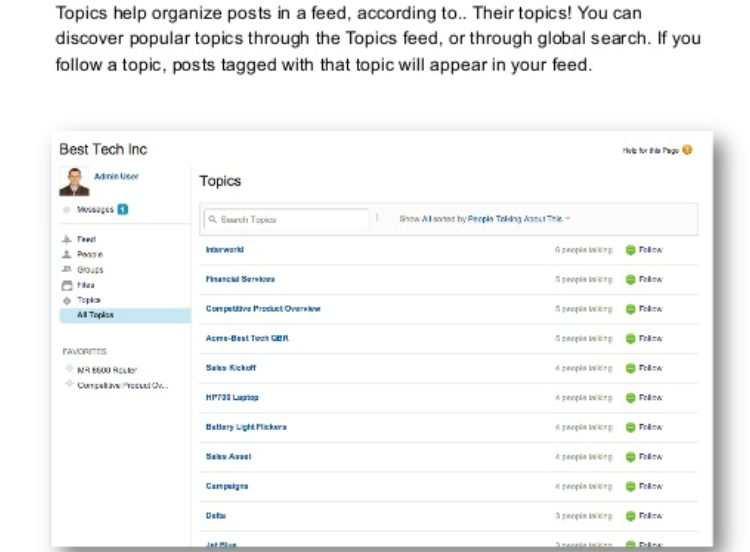 Topics help organize posts in a feed, according to.. Their topics! You can
discover popular topics through the Topics feed, or through global search. If you
follow a topic, posts tagged with that topic will appear in your feed.
Best Tech Inc
Help for this Page
Admin User
Messages 1
Feed
People
Groups
Files
Topics
All Topics
FAVORITES
MR 6500 Router
Competitive Product Ov...
Topics
Search Topics
Show All sorted by People Talking About This
Interworld 6 people talking Follow
Financial Services 5 people talking Follow
Competitive Product Overview 5 people talking Follow
Acme-Best Tech QBR 5 people talking Follow
Sales Kickoff 4 people talking Follow
HP700 Laptop 4 people talking Follow
Battery Light Flickers 4 people talking Follow
Sales Asset 4 people talking Follow
Campaigns 4 people talking Follow
Delta 3 people talking Follow
Jet Blue 3 people talking Follow